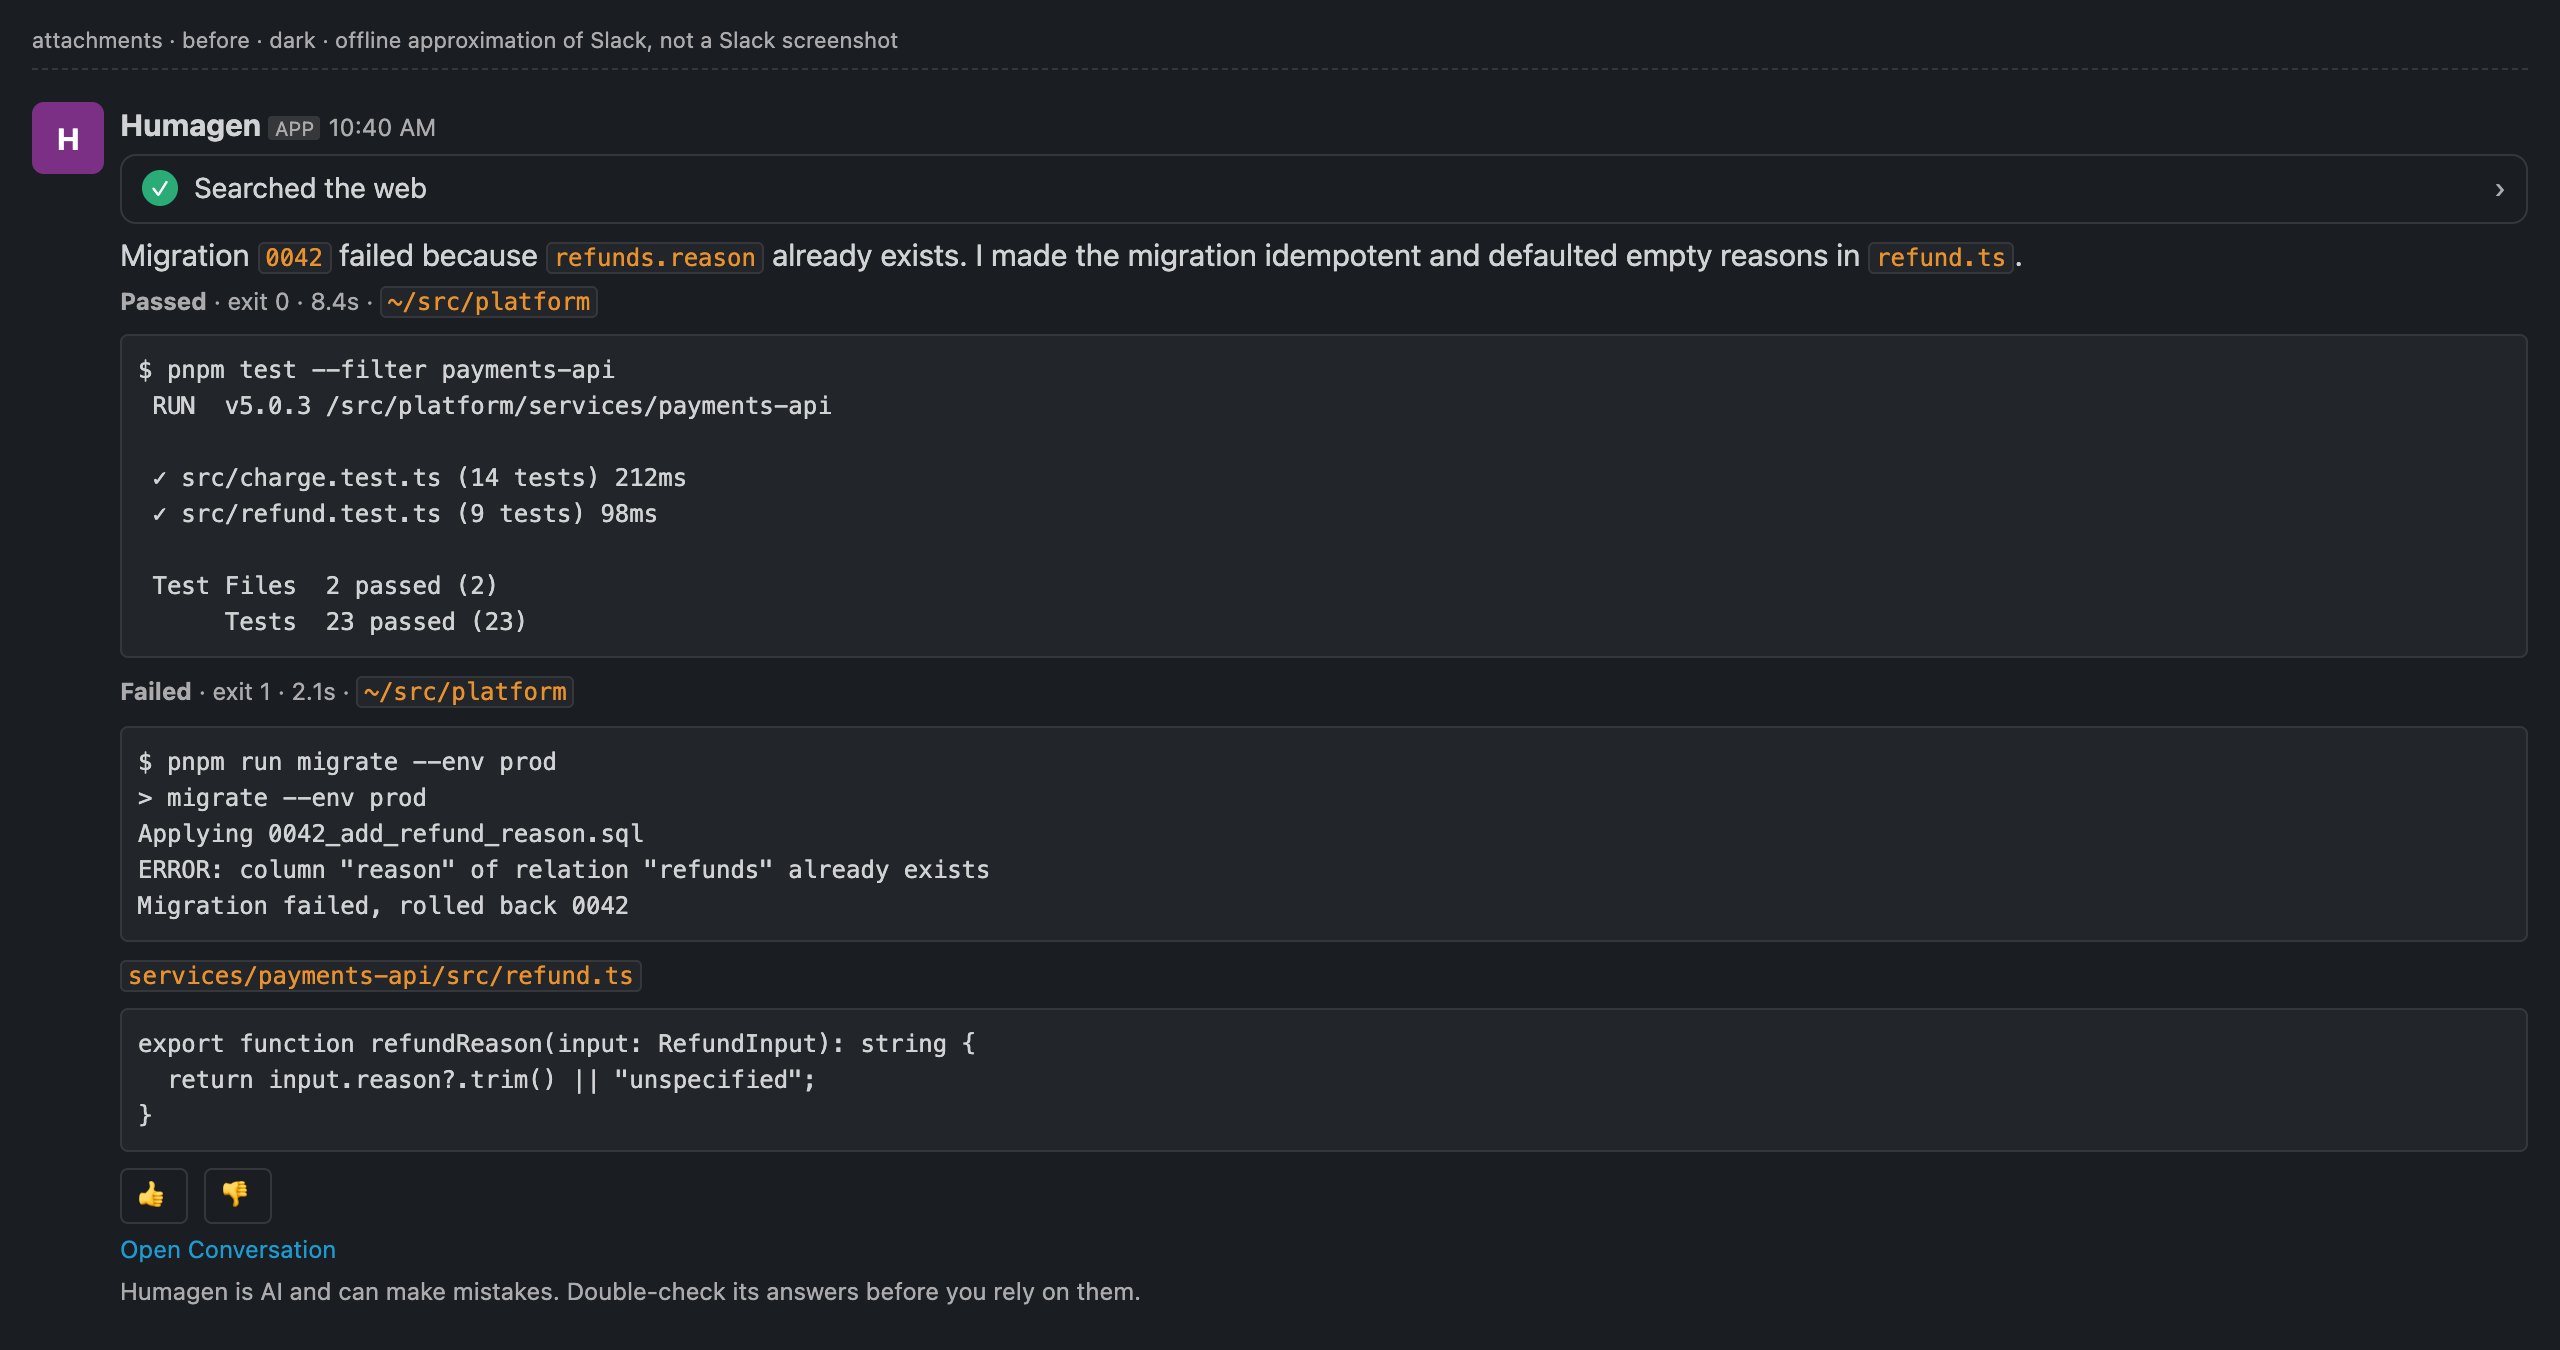 attachments · before · dark · offline approximation of Slack, not a Slack screenshot
H
Humagen APP 10:40 AM
✓ Searched the web ›
Migration 0042 failed because refunds.reason already exists. I made the migration idempotent and defaulted empty reasons in refund.ts.
Passed · exit 0 · 8.4s · ~/src/platform
$ pnpm test --filter payments-api
 RUN  v5.0.3 /src/platform/services/payments-api
 ✓ src/charge.test.ts (14 tests) 212ms
 ✓ src/refund.test.ts (9 tests) 98ms
 Test Files  2 passed (2)
      Tests  23 passed (23)
Failed · exit 1 · 2.1s · ~/src/platform
$ pnpm run migrate --env prod
> migrate --env prod
Applying 0042_add_refund_reason.sql
ERROR: column "reason" of relation "refunds" already exists
Migration failed, rolled back 0042
services/payments-api/src/refund.ts
export function refundReason(input: RefundInput): string {
  return input.reason?.trim() || "unspecified";
}
👍 👎
Open Conversation
Humagen is AI and can make mistakes. Double-check its answers before you rely on them.